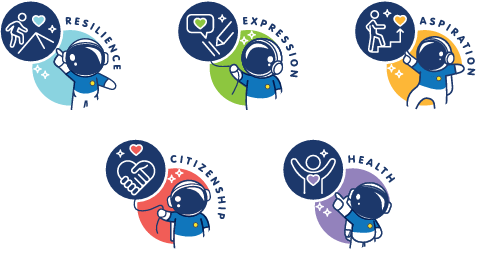 RESILIENCE
EXPRESSION
ASPIRATION
CITIZENSHIP
HEALTH